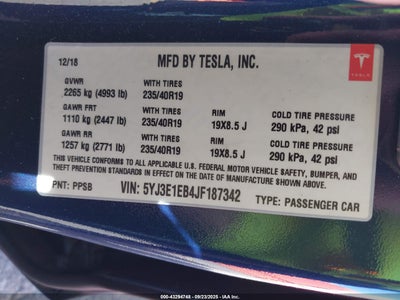 12/18 MFD BY TESLA, INC.
TESLA
GVWR WITH TIRES
2265 kg (4993 lb) 235/40R19
GAWR FRT WITH TIRES RIM COLD TIRE PRESSURE
1110 kg (2447 lb) 235/40R19 19X8.5 J 290 kPa, 42 psi
GAWR RR WITH TIRES RIM COLD TIRE PRESSURE
1257 kg (2771 lb) 235/40R19 19X8.5 J 290 kPa, 42 psi
THIS VEHICLE CONFORMS TO ALL APPLICABLE U.S. FEDERAL MOTOR VEHICLE SAFETY, BUMPER, AND
THEFT PREVENTION STANDARDS IN EFFECT ON THE DATE OF MANUFACTURE SHOWN ABOVE.
PNT: PPSB VIN: 5YJ3E1EB4JF187342 TYPE: PASSENGER CAR
000-43294748 - 09/23/2025 - IAAI.COM